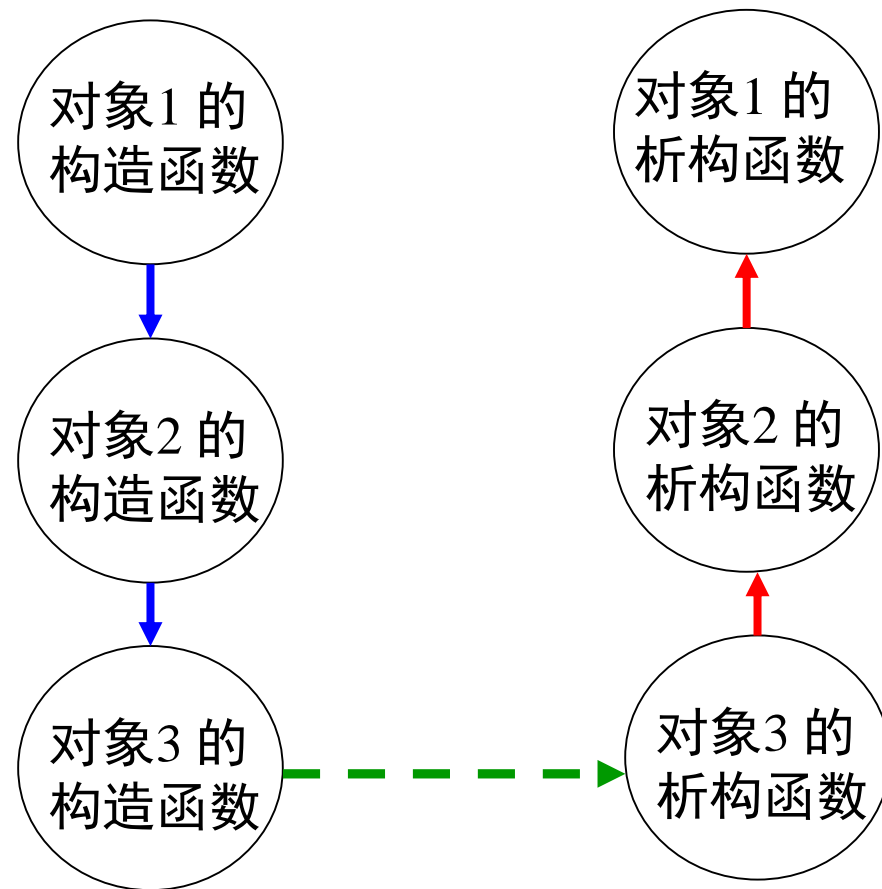 对象1 的
构造函数
对象1 的
析构函数
对象2 的
构造函数
对象2 的
析构函数
对象3 的
构造函数
对象3 的
析构函数